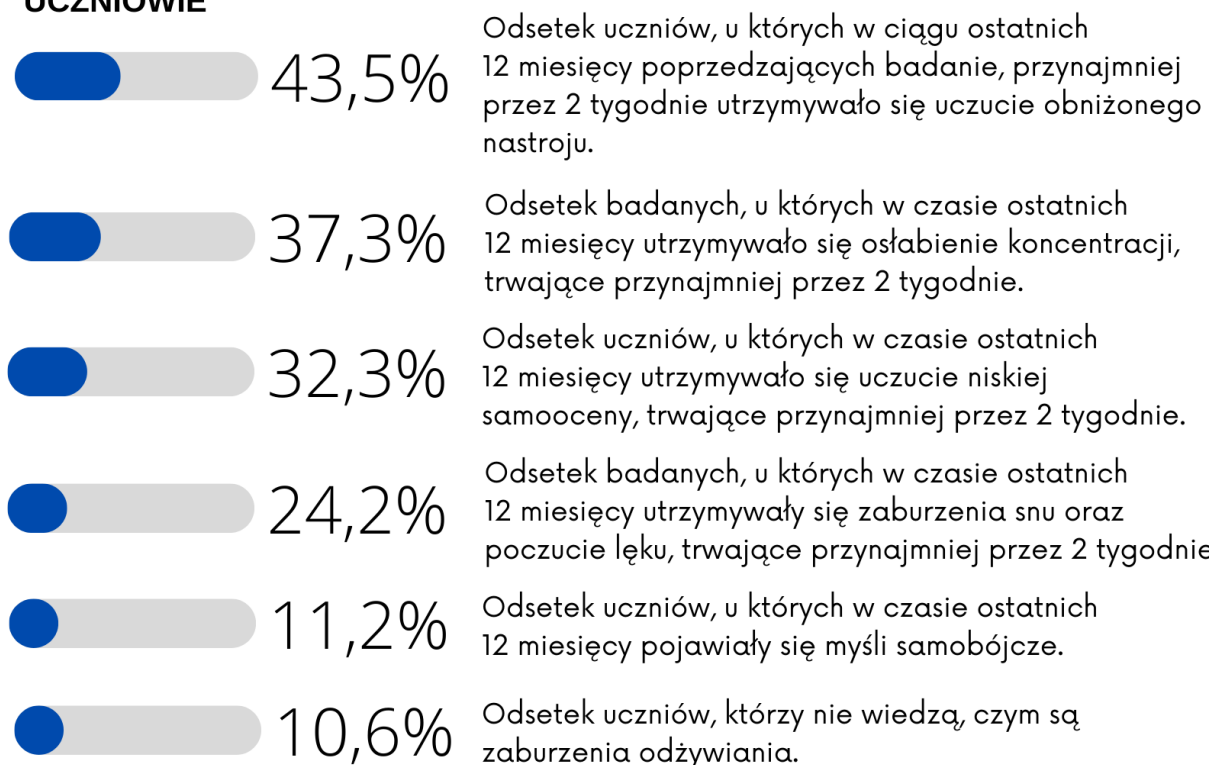 UCZNIOWIE
43,5%
Odsetek uczniów, u których w ciągu ostatnich
12 miesięcy poprzedzających badanie, przynajmniej
przez 2 tygodnie utrzymywało się uczucie obniżonego
nastroju.
37,3%
Odsetek badanych, u których w czasie ostatnich
12 miesięcy utrzymywało się osłabienie koncentracji,
trwające przynajmniej przez 2 tygodnie.
32,3%
Odsetek uczniów, u których w czasie ostatnich
12 miesięcy utrzymywało się uczucie niskiej
samooceny, trwające przynajmniej przez 2 tygodnie.
24,2%
Odsetek badanych, u których w czasie ostatnich
12 miesięcy utrzymywały się zaburzenia snu oraz
poczucie lęku, trwające przynajmniej przez 2 tygodnie
11,2%
Odsetek uczniów, u których w czasie ostatnich
12 miesięcy pojawiały się myśli samobójcze.
10,6%
Odsetek uczniów, którzy nie wiedzą, czym są
zaburzenia odżywiania.